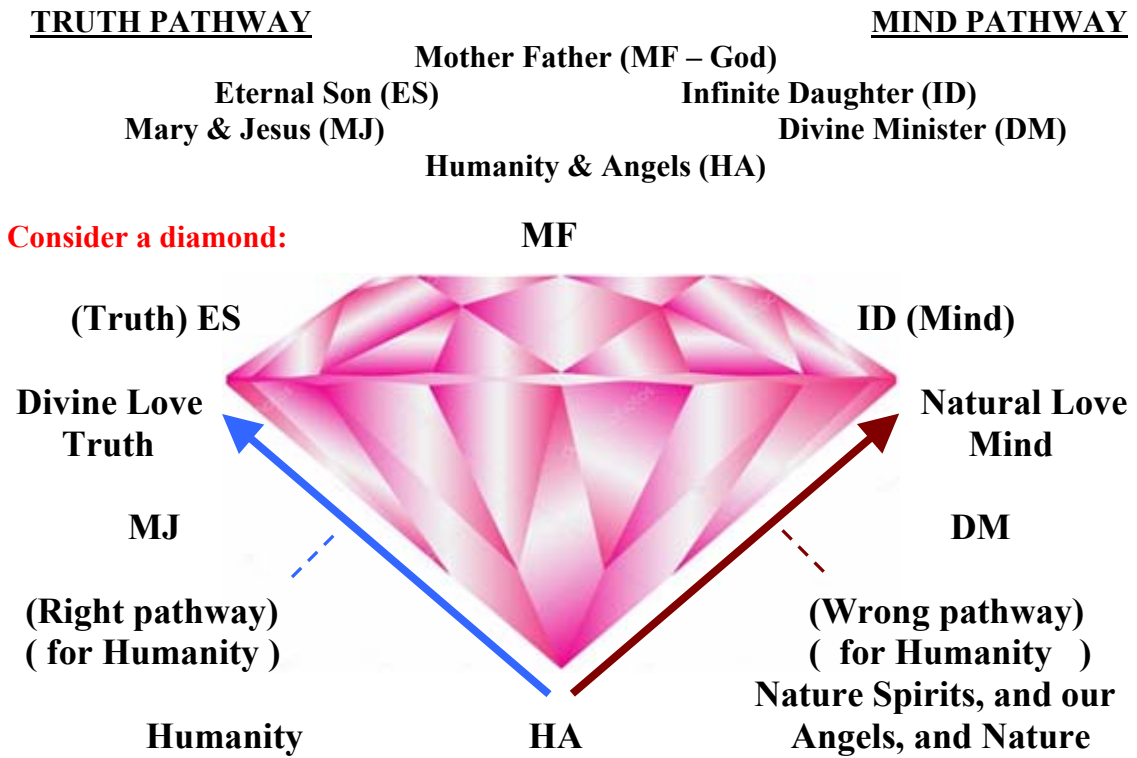 TRUTH PATHWAY MIND PATHWAY
Mother Father (MF – God)
Eternal Son (ES) Infinite Daughter (ID)
Mary & Jesus (MJ) Divine Minister (DM)
Humanity & Angels (HA)
Consider a diamond: MF
(Truth) ES ID (Mind)
Divine Love Natural Love
Truth Mind
MJ DM
(Right pathway) (Wrong pathway)
( for Humanity ) ( for Humanity )
Nature Spirits, and our
Humanity HA Angels, and Nature